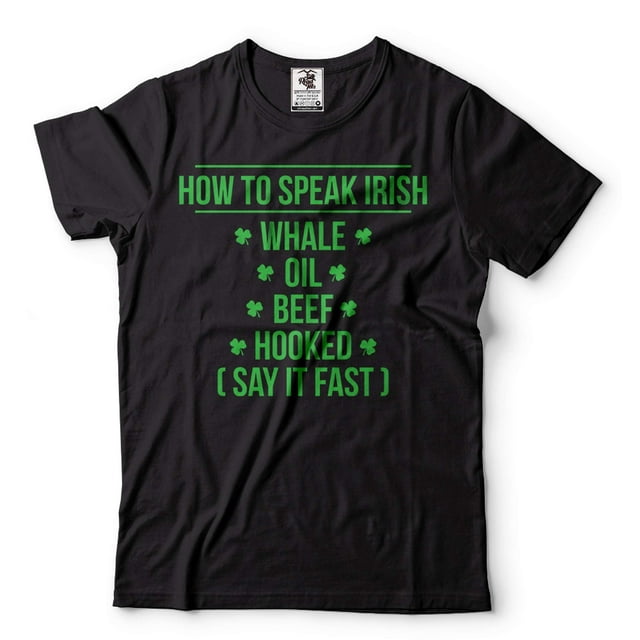 HOW TO SPEAK IRISH
WHALE
OIL
BEEF
HOOKED
( SAY IT FAST )